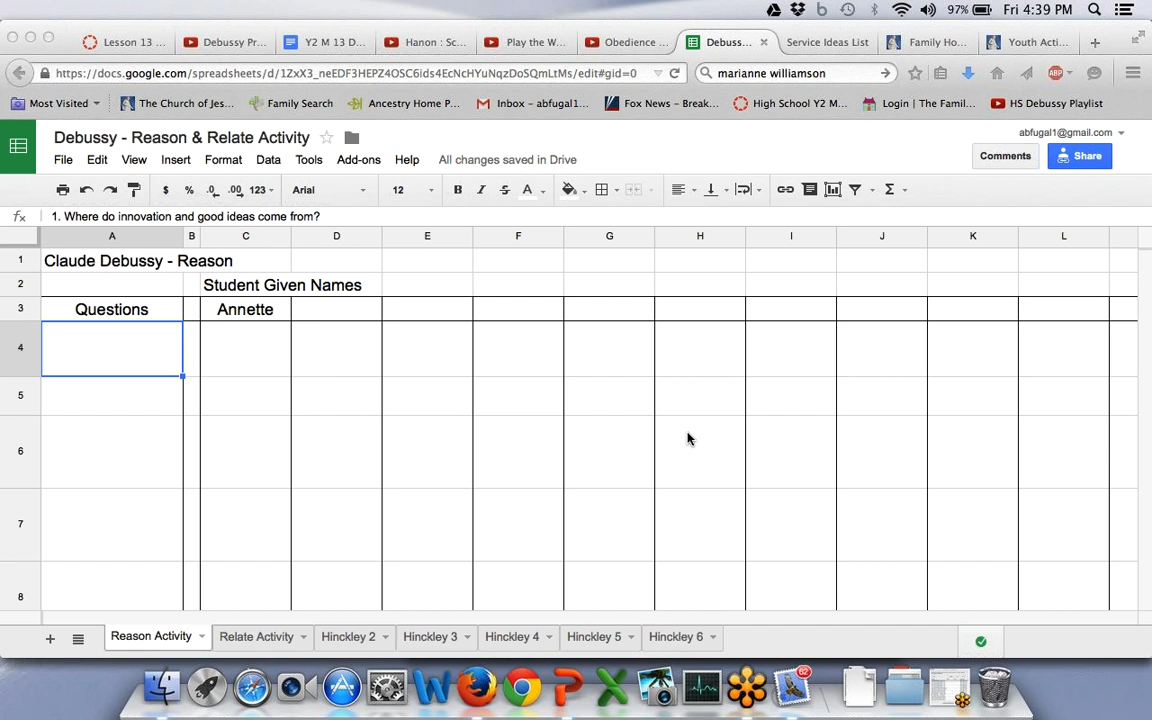 97% Fri 4:39 PM
Lesson 13 ... Debussy Pr... Y2 M 13 D... Hanon : Sc... Play the W... Obedience ... Debuss... Service Ideas List Family Ho... Youth Acti...
https://docs.google.com/spreadsheets/d/1ZxX3_neEDF3HEPZ4OSC6ids4EcNcHYuNqzDoSQmLtMs/edit#gid=0 marianne williamson ABP
Most Visited The Church of Jes... Family Search Ancestry Home P... Inbox - abfugal1... Fox News - Break... High School Y2 M... Login | The Famil... HS Debussy Playlist
Debussy - Reason & Relate Activity abfugal1@gmail.com
File Edit View Insert Format Data Tools Add-ons Help All changes saved in Drive Comments Share
$ % .0 .00 123 Arial 12 B I S A Σ
fx 1. Where do innovation and good ideas come from?
A B C D E F G H I J K L
1 Claude Debussy - Reason
2 Student Given Names
3 Questions Annette
4
5
6
7
8
+ Reason Activity Relate Activity Hinckley 2 Hinckley 3 Hinckley 4 Hinckley 5 Hinckley 6
82